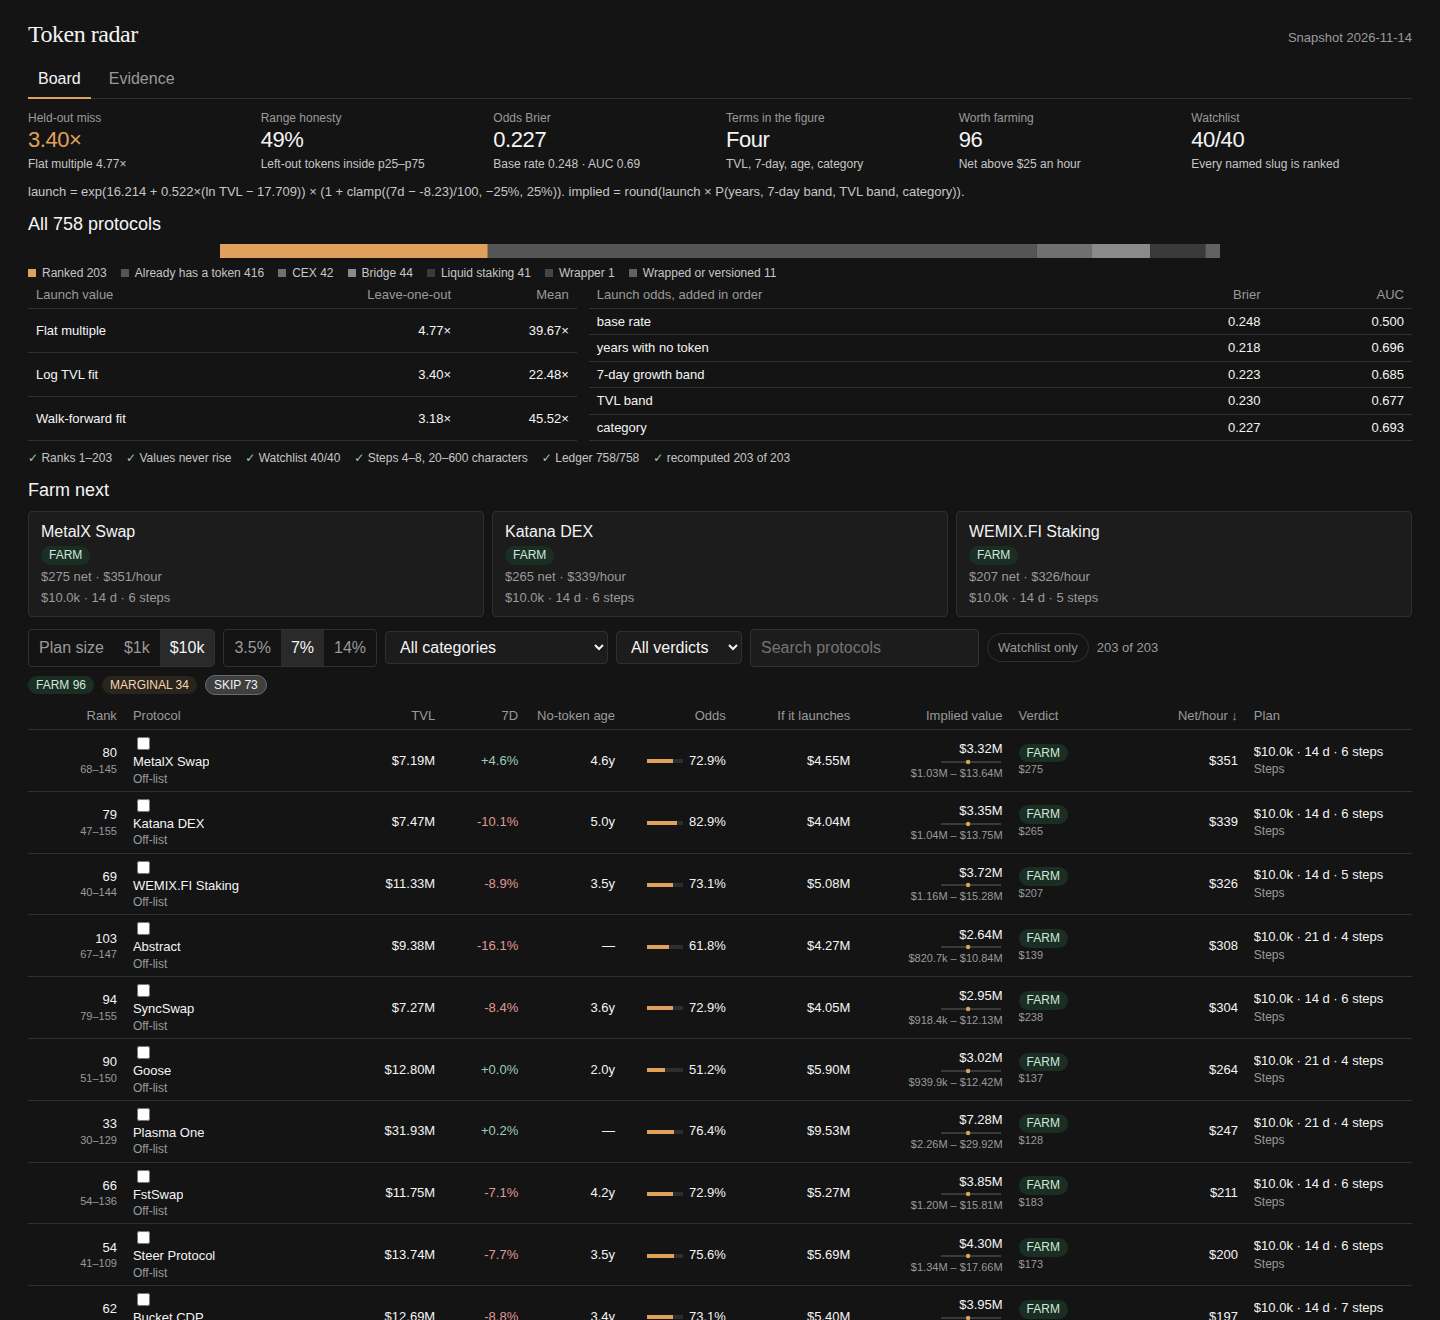 Token radar
Snapshot 2026-11-14
Board Evidence
Held-out miss Range honesty Odds Brier Terms in the figure Worth farming Watchlist
3.40× 49% 0.227 Four 96 40/40
Flat multiple 4.77× Left-out tokens inside p25–p75 Base rate 0.248 · AUC 0.69 TVL, 7-day, age, category Net above $25 an hour Every named slug is ranked
launch = exp(16.214 + 0.522×(ln TVL − 17.709)) × (1 + clamp((7d − -8.23)/100, −25%, 25%)). implied = round(launch × P(years, 7-day band, TVL band, category)).
All 758 protocols
Ranked 203 Already has a token 416 CEX 42 Bridge 44 Liquid staking 41 Wrapper 1 Wrapped or versioned 11
Launch value Leave-one-out Mean
Flat multiple 4.77× 39.67×
Log TVL fit 3.40× 22.48×
Walk-forward fit 3.18× 45.52×
Launch odds, added in order Brier AUC
base rate 0.248 0.500
years with no token 0.218 0.696
7-day growth band 0.223 0.685
TVL band 0.230 0.677
category 0.227 0.693
✓ Ranks 1–203 ✓ Values never rise ✓ Watchlist 40/40 ✓ Steps 4–8, 20–600 characters ✓ Ledger 758/758 ✓ recomputed 203 of 203
Farm next
MetalX Swap
FARM
$275 net · $351/hour
$10.0k · 14 d · 6 steps
Katana DEX
FARM
$265 net · $339/hour
$10.0k · 14 d · 6 steps
WEMIX.FI Staking
FARM
$207 net · $326/hour
$10.0k · 14 d · 5 steps
Plan size $1k $10k 3.5% 7% 14% All categories All verdicts Search protocols Watchlist only 203 of 203
FARM 96 MARGINAL 34 SKIP 73
Rank Protocol TVL 7D No-token age Odds If it launches Implied value Verdict Net/hour ↓ Plan
80 MetalX Swap $7.19M +4.6% 4.6y 72.9% $4.55M $3.32M FARM $351 $10.0k · 14 d · 6 steps
68–145 Off-list $1.03M – $13.64M $275 Steps
79 Katana DEX $7.47M -10.1% 5.0y 82.9% $4.04M $3.35M FARM $339 $10.0k · 14 d · 6 steps
47–155 Off-list $1.04M – $13.75M $265 Steps
69 WEMIX.FI Staking $11.33M -8.9% 3.5y 73.1% $5.08M $3.72M FARM $326 $10.0k · 14 d · 5 steps
40–144 Off-list $1.16M – $15.28M $207 Steps
103 Abstract $9.38M -16.1% — 61.8% $4.27M $2.64M FARM $308 $10.0k · 21 d · 4 steps
67–147 Off-list $820.7k – $10.84M $139 Steps
94 SyncSwap $7.27M -8.4% 3.6y 72.9% $4.05M $2.95M FARM $304 $10.0k · 14 d · 6 steps
79–155 Off-list $918.4k – $12.13M $238 Steps
90 Goose $12.80M +0.0% 2.0y 51.2% $5.90M $3.02M FARM $264 $10.0k · 21 d · 4 steps
51–150 Off-list $939.9k – $12.42M $137 Steps
33 Plasma One $31.93M +0.2% — 76.4% $9.53M $7.28M FARM $247 $10.0k · 21 d · 4 steps
30–129 Off-list $2.26M – $29.92M $128 Steps
66 FstSwap $11.75M -7.1% 4.2y 72.9% $5.27M $3.85M FARM $211 $10.0k · 14 d · 6 steps
54–136 Off-list $1.20M – $15.81M $183 Steps
54 Steer Protocol $13.74M -7.7% 3.5y 75.6% $5.69M $4.30M FARM $200 $10.0k · 14 d · 6 steps
41–109 Off-list $1.34M – $17.66M $173 Steps
62 Bucket CDP $12.69M -8.8% 3.4y 73.1% $5.40M $3.95M FARM $197 $10.0k · 14 d · 7 steps